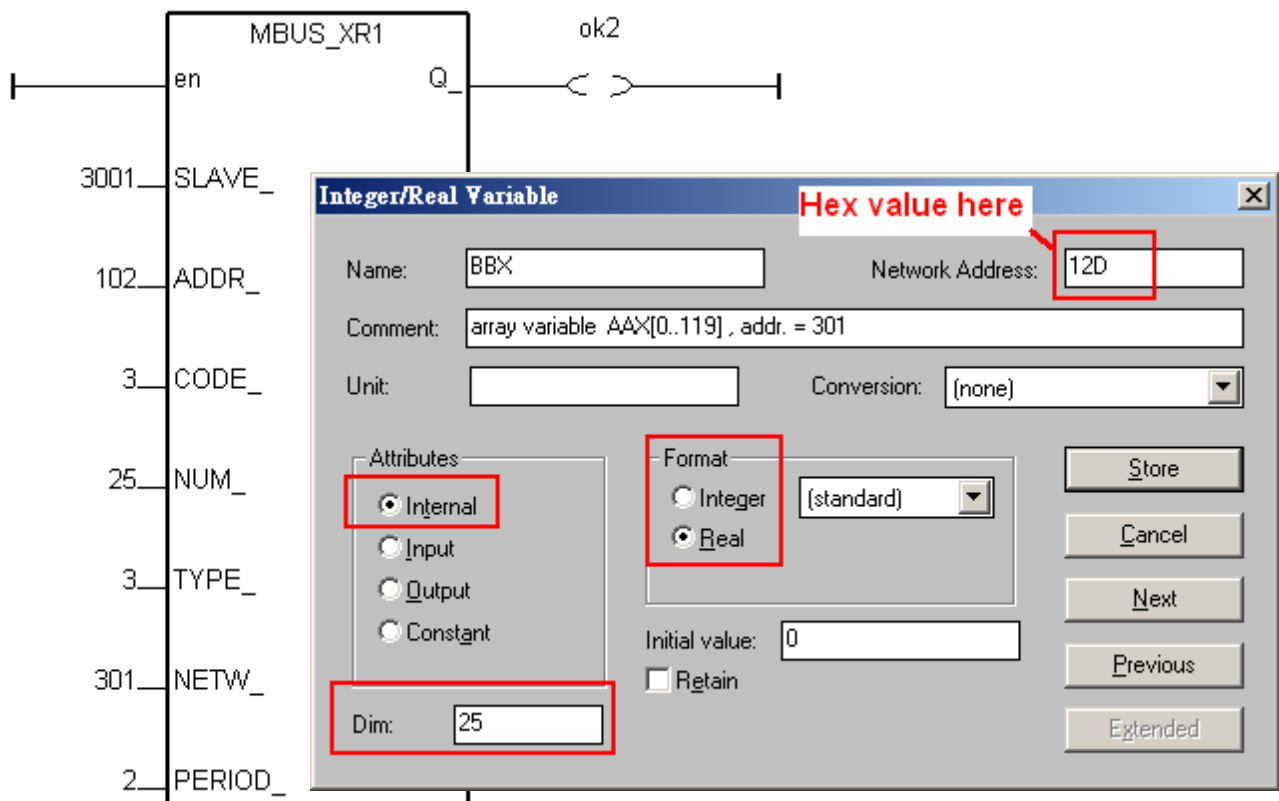 MBUS_XR1
ok2
en
Q_
3001
SLAVE_
102
ADDR_
3
CODE_
25
NUM_
3
TYPE_
301
NETW_
2
PERIOD_
Integer/Real Variable
Hex value here
Name:
BBX
Network Address:
12D
Comment:
array variable AAX[0..119] , addr. = 301
Unit:
Conversion:
(none)
Attributes
Internal
Input
Output
Constant
Format
Integer
(standard)
Real
Initial value:
0
Retain
Dim:
25
Store
Cancel
Next
Previous
Extended